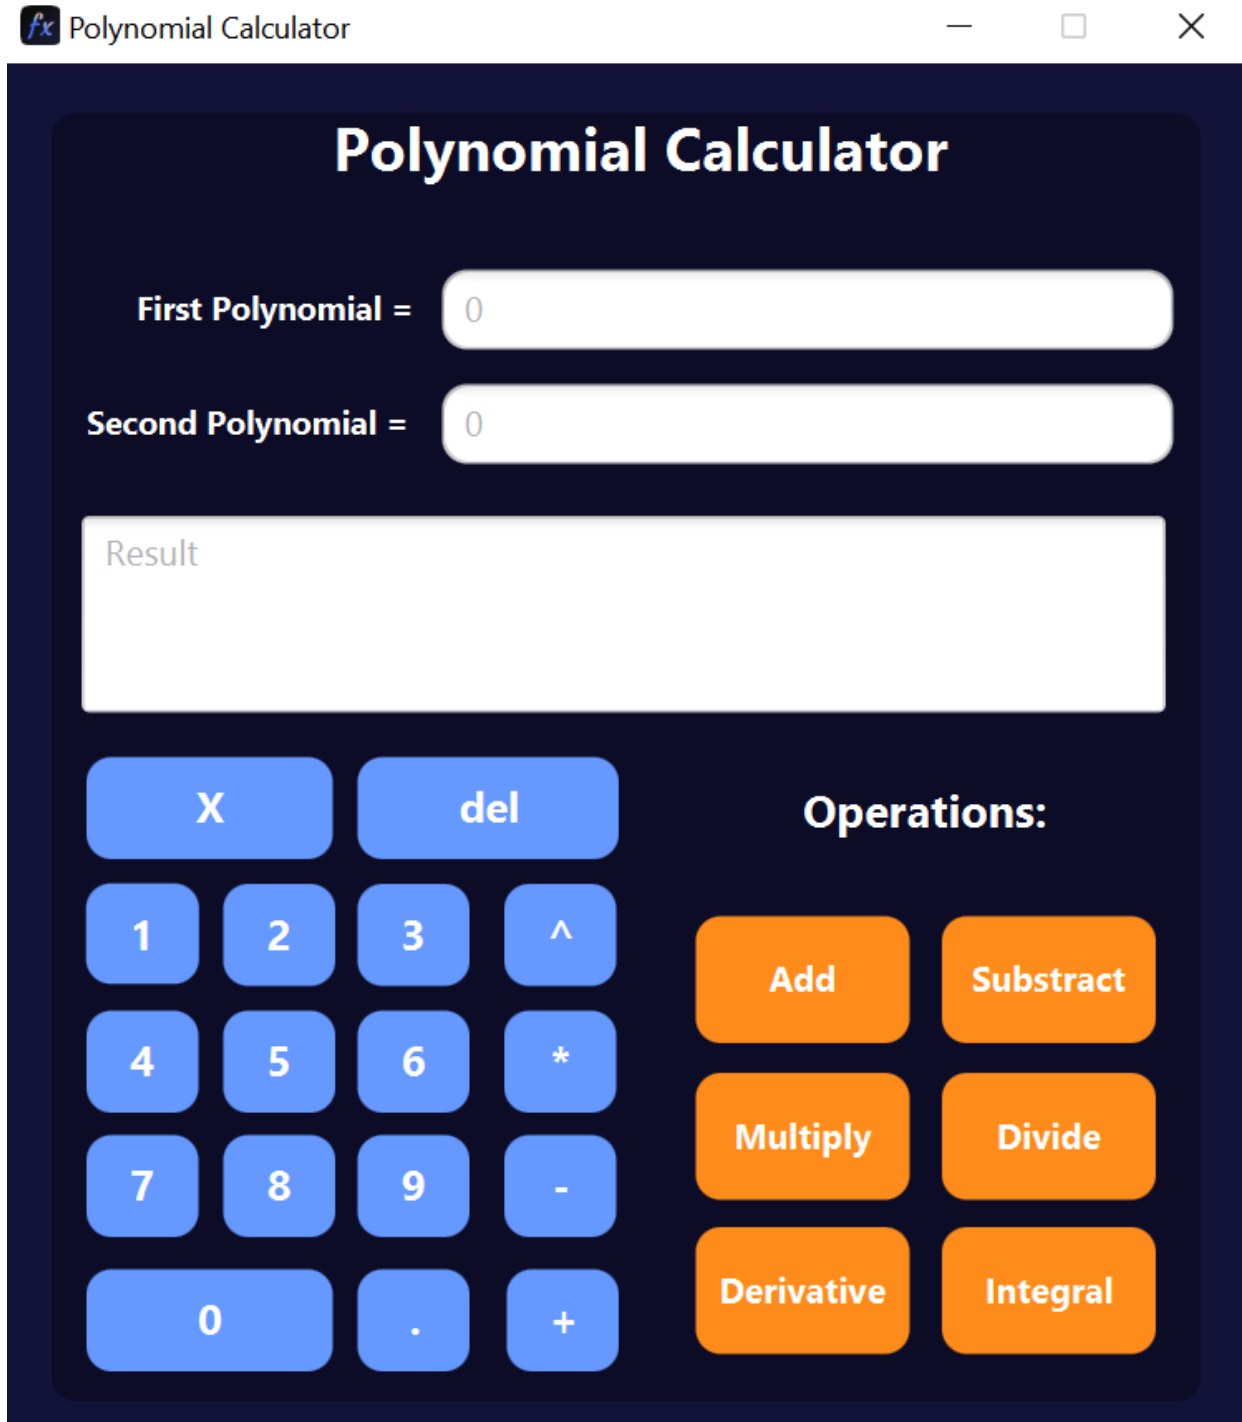 fx Polynomial Calculator
Polynomial Calculator
First Polynomial = 0
Second Polynomial = 0
Result
X del
Operations:
1 2 3 ^
Add Substract
4 5 6 *
Multiply Divide
7 8 9 -
Derivative Integral
0 . +